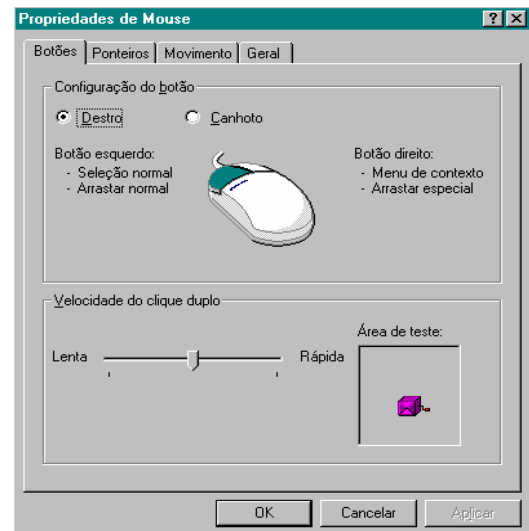 Propriedades de Mouse
Botões Ponteiros Movimento Geral
Configuração do botão
Destro Canhoto
Botão esquerdo:
- Seleção normal
- Arrastar normal
Botão direito:
- Menu de contexto
- Arrastar especial
Velocidade do clique duplo
Área de teste:
Lenta Rápida
OK Cancelar Aplicar